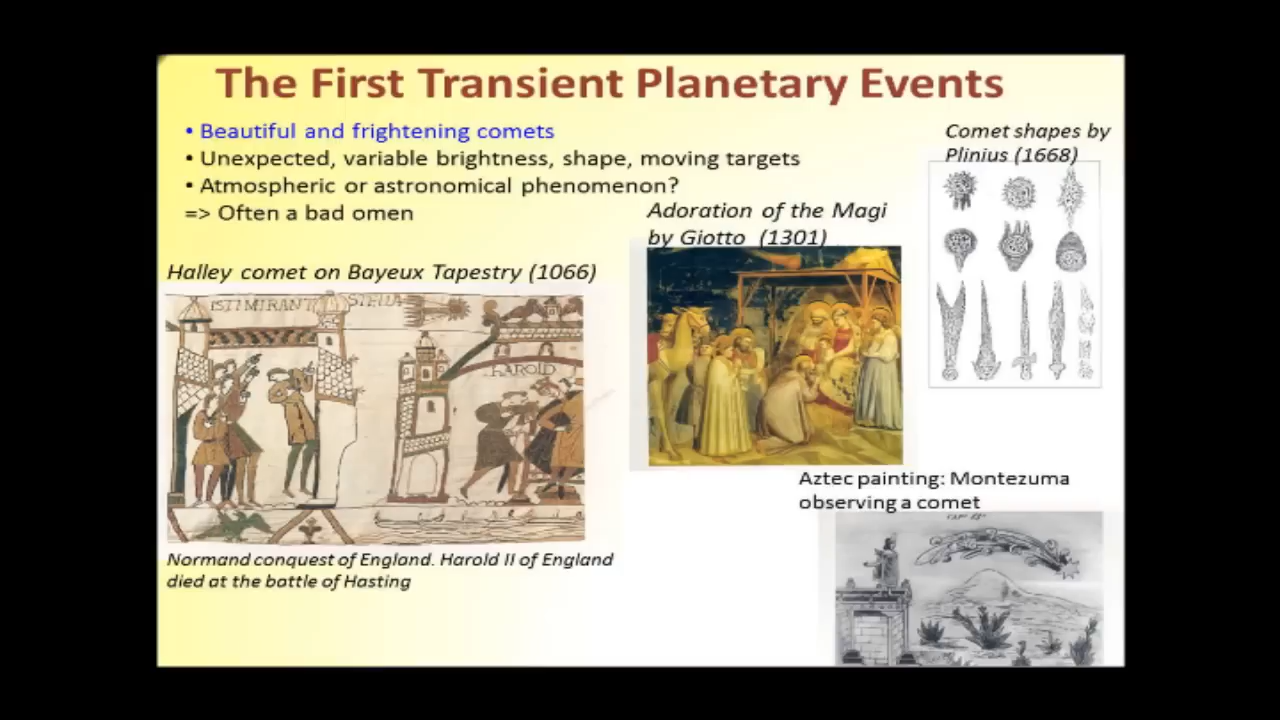 The First Transient Planetary Events
• Beautiful and frightening comets
• Unexpected, variable brightness, shape, moving targets
• Atmospheric or astronomical phenomenon?
=> Often a bad omen
Comet shapes by
Plinius (1668)
Adoration of the Magi
by Giotto (1301)
Halley comet on Bayeux Tapestry (1066)
ISTI MIRANT
STELLA
HAROLD
Normand conquest of England. Harold II of England
died at the battle of Hasting
Aztec painting: Montezuma
observing a comet